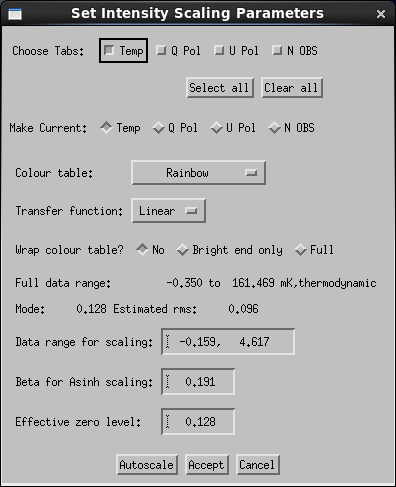 Set Intensity Scaling Parameters
Choose Tabs: Temp Q Pol U Pol N OBS
Select all Clear all
Make Current: Temp Q Pol U Pol N OBS
Colour table: Rainbow
Transfer function: Linear
Wrap colour table? No Bright end only Full
Full data range: -0.350 to 161.469 mK,thermodynamic
Mode: 0.128 Estimated rms: 0.096
Data range for scaling: -0.159, 4.617
Beta for Asinh scaling: 0.191
Effective zero level: 0.128
Autoscale Accept Cancel